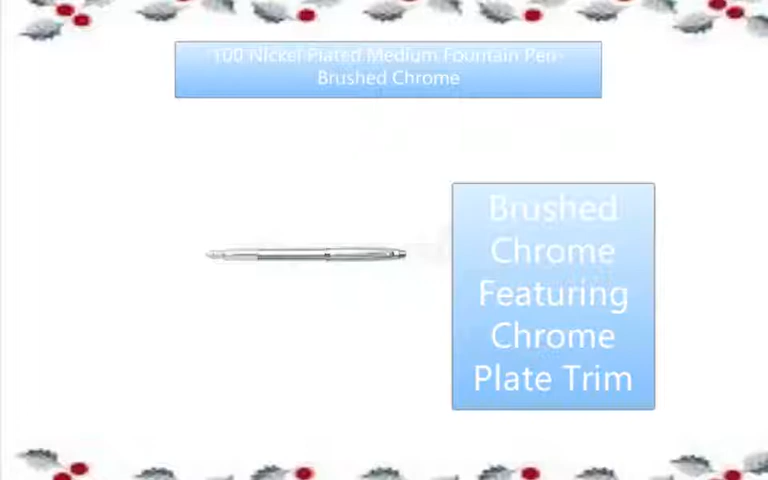 100 Nickel Plated Medium Fountain Pen-
Brushed Chrome
Brushed
Chrome
Featuring
Chrome
Plate Trim